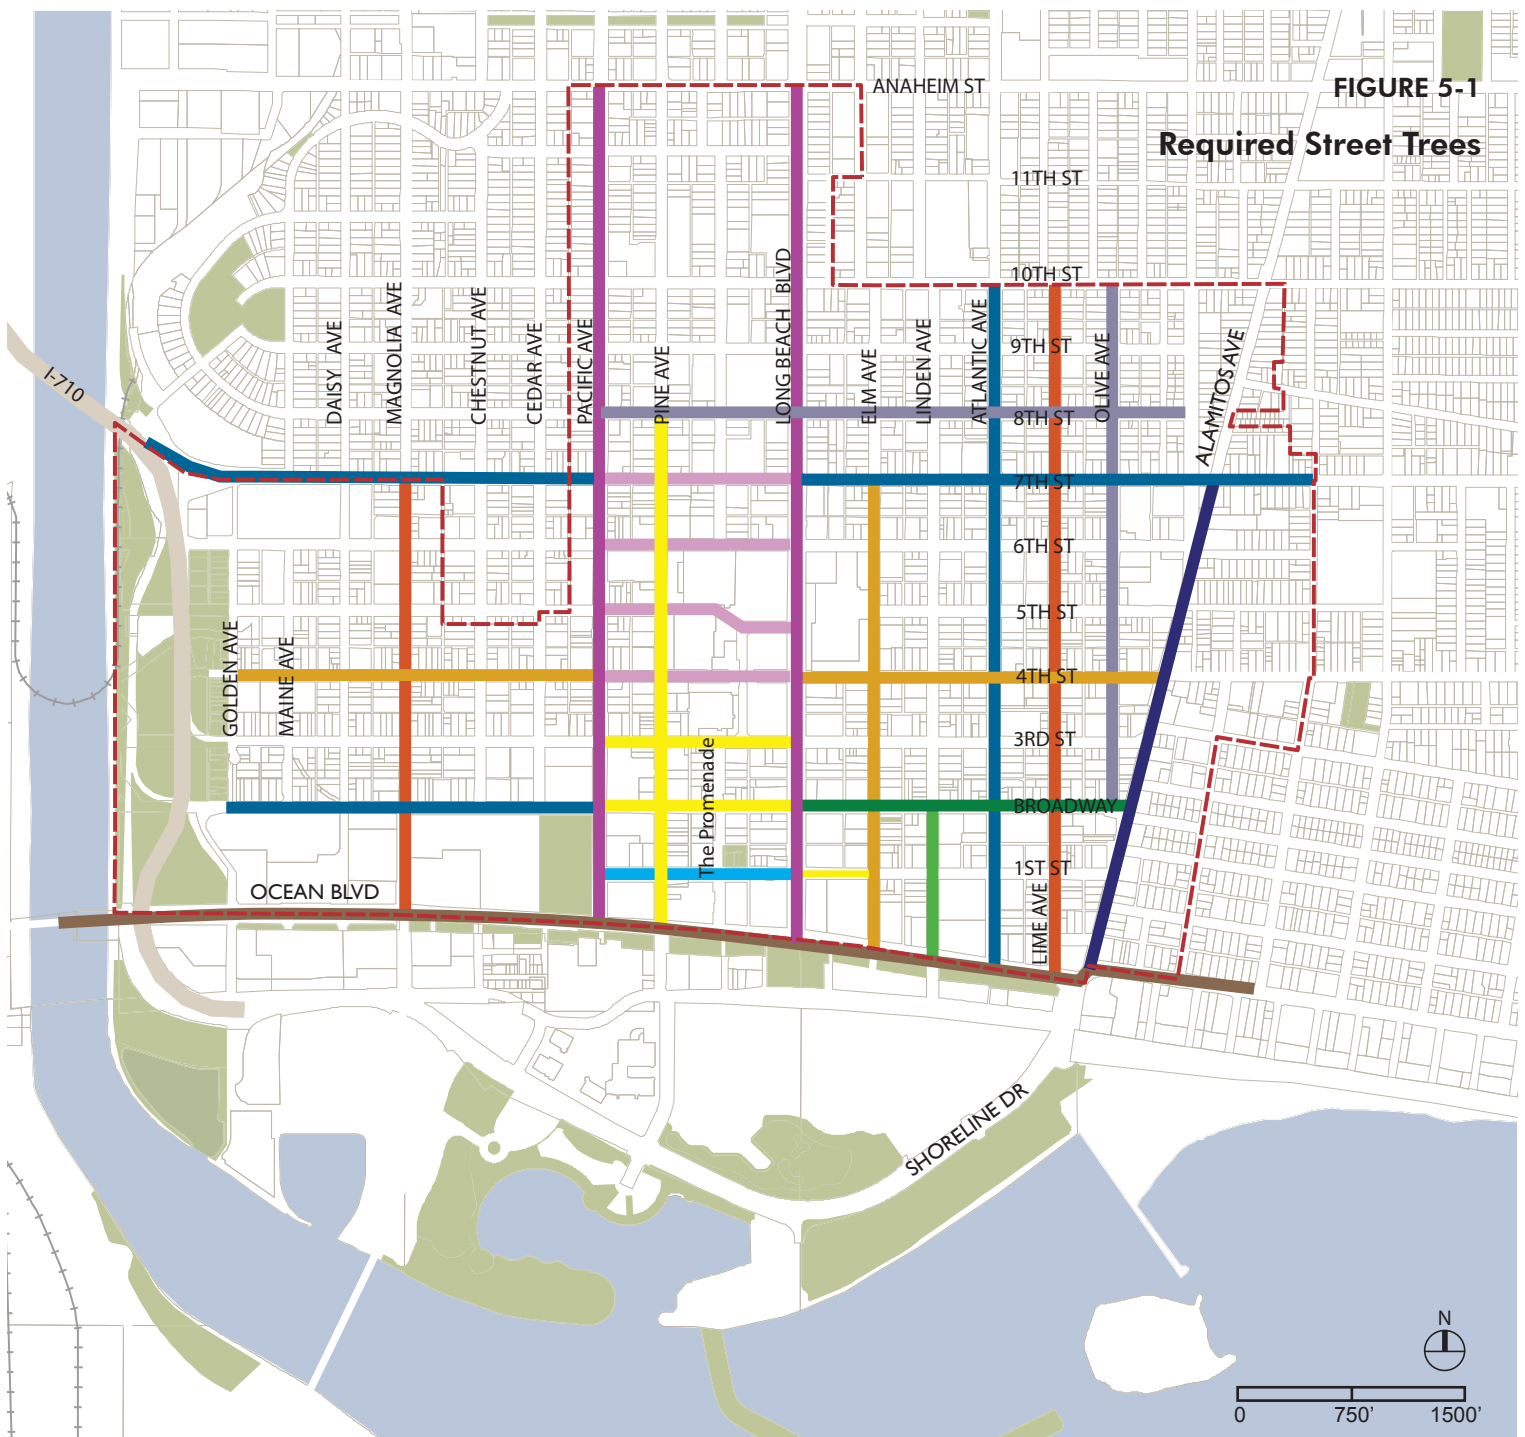 ANAHEIM ST
FIGURE 5-1
Required Street Trees
11TH ST
10TH ST
I-710
DAISY AVE
MAGNOLIA AVE
CHESTNUT AVE
CEDAR AVE
PACIFIC AVE
PINE AVE
LONG BEACH BLVD
ELM AVE
LINDEN AVE
ATLANTIC AVE
9TH ST
OLIVE AVE
ALAMITOS AVE
8TH ST
7TH ST
6TH ST
5TH ST
GOLDEN AVE
MAINE AVE
4TH ST
3RD ST
The Promenade
BROADWAY
1ST ST
OCEAN BLVD
LIME AVE
SHORELINE DR
N
0 750' 1500'